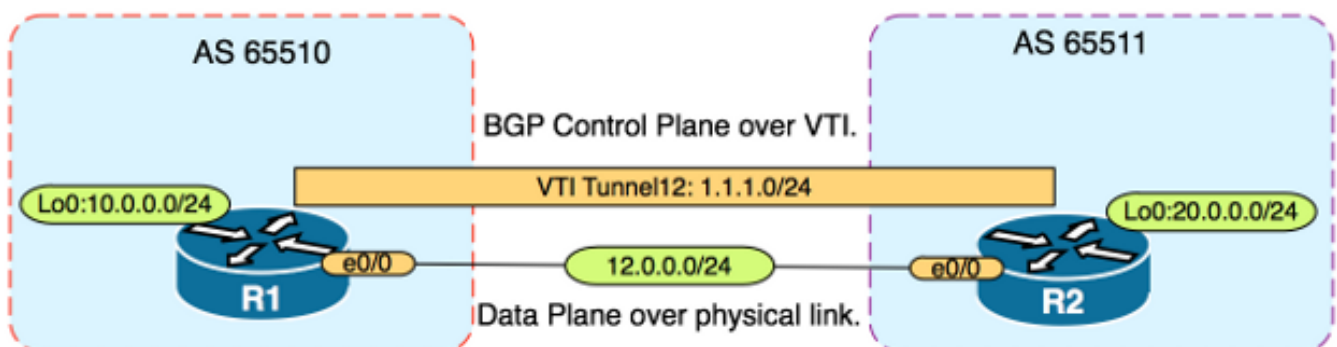 AS 65510
AS 65511
BGP Control Plane over VTI.
VTI Tunnel12: 1.1.1.0/24
Lo0:10.0.0.0/24
Lo0:20.0.0.0/24
e0/0
12.0.0.0/24
e0/0
R1
R2
Data Plane over physical link.